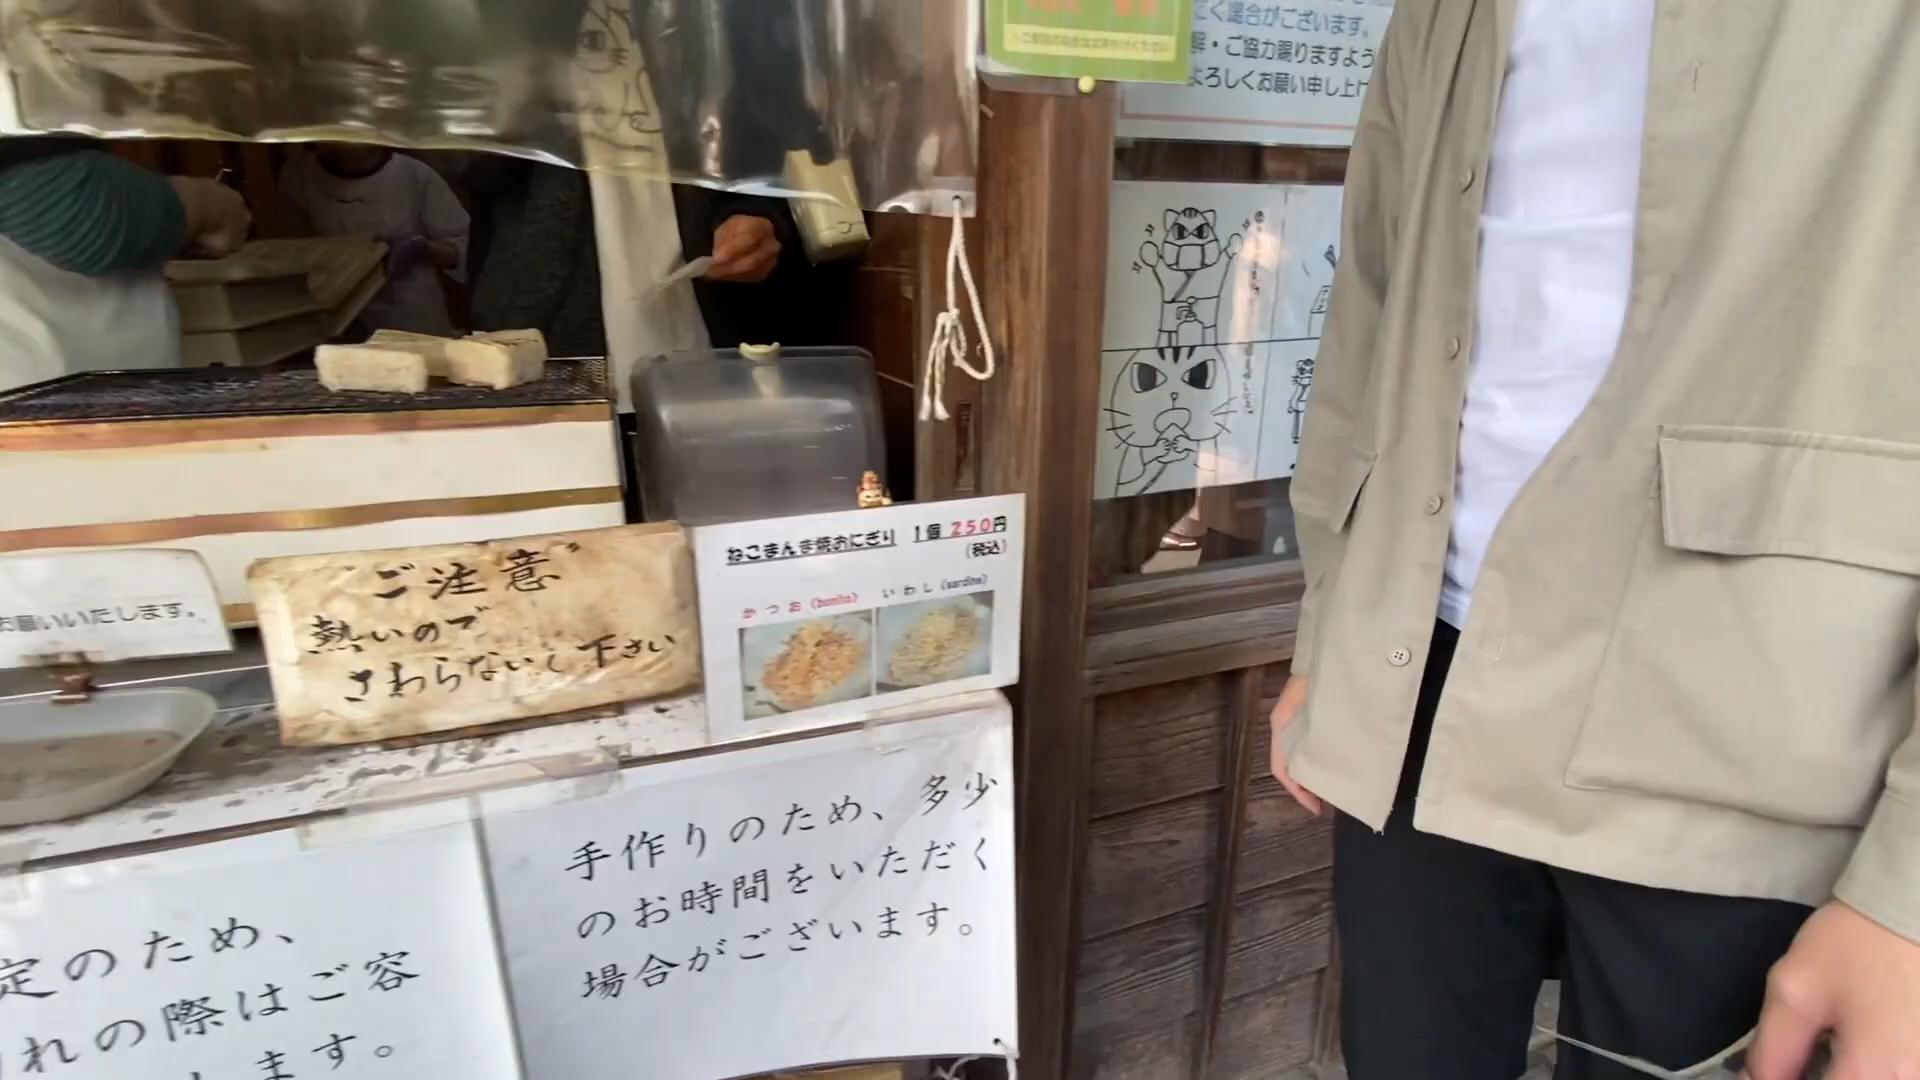 だく場合がございます。
解・ご協力賜りますよう
よろしくお願い申し上げ
ねこまんま焼おにぎり 1個 250円
(税込)
かつお (bonito) いわし (sardine)
お願いいたします。
ご注意
熱いので
さわらないで下さい
手作りのため、多少
のお時間をいただく
場合がございます。
定のため、
れの際はご容
ます。